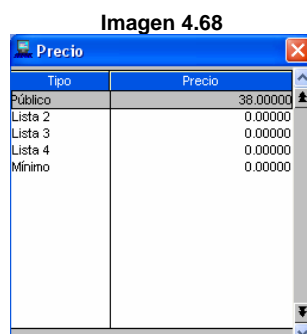 Imagen 4.68
Precio
Tipo Precio
Público 38.00000
Lista 2 0.00000
Lista 3 0.00000
Lista 4 0.00000
Mínimo 0.00000